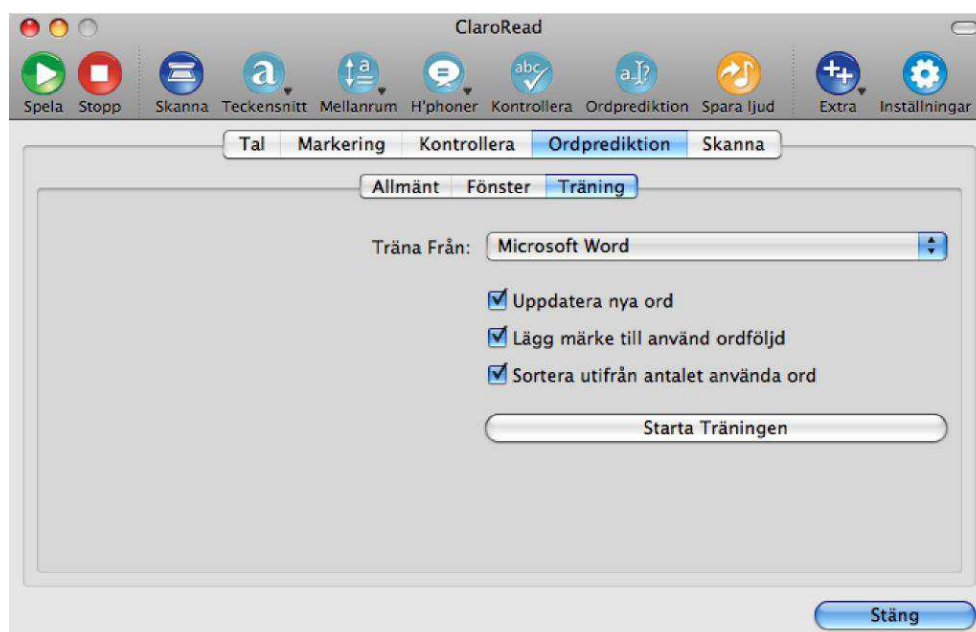 ClaroRead
Spela Stopp Skanna Teckensnitt Mellanrum H'phoner Kontrollera Ordprediktion Spara ljud Extra Inställningar
Tal Markering Kontrollera Ordprediktion Skanna
Allmänt Fönster Träning
Träna Från: Microsoft Word
Uppdatera nya ord
Lägg märke till använd ordföljd
Sortera utifrån antalet använda ord
Starta Träningen
Stäng